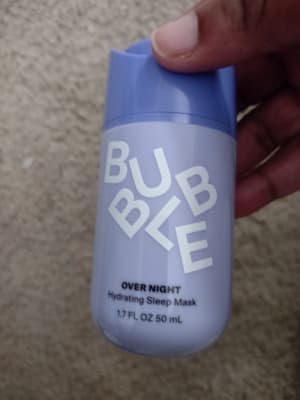 BUBBLE
OVER NIGHT
Hydrating Sleep Mask
1.7 FL OZ 50 mL